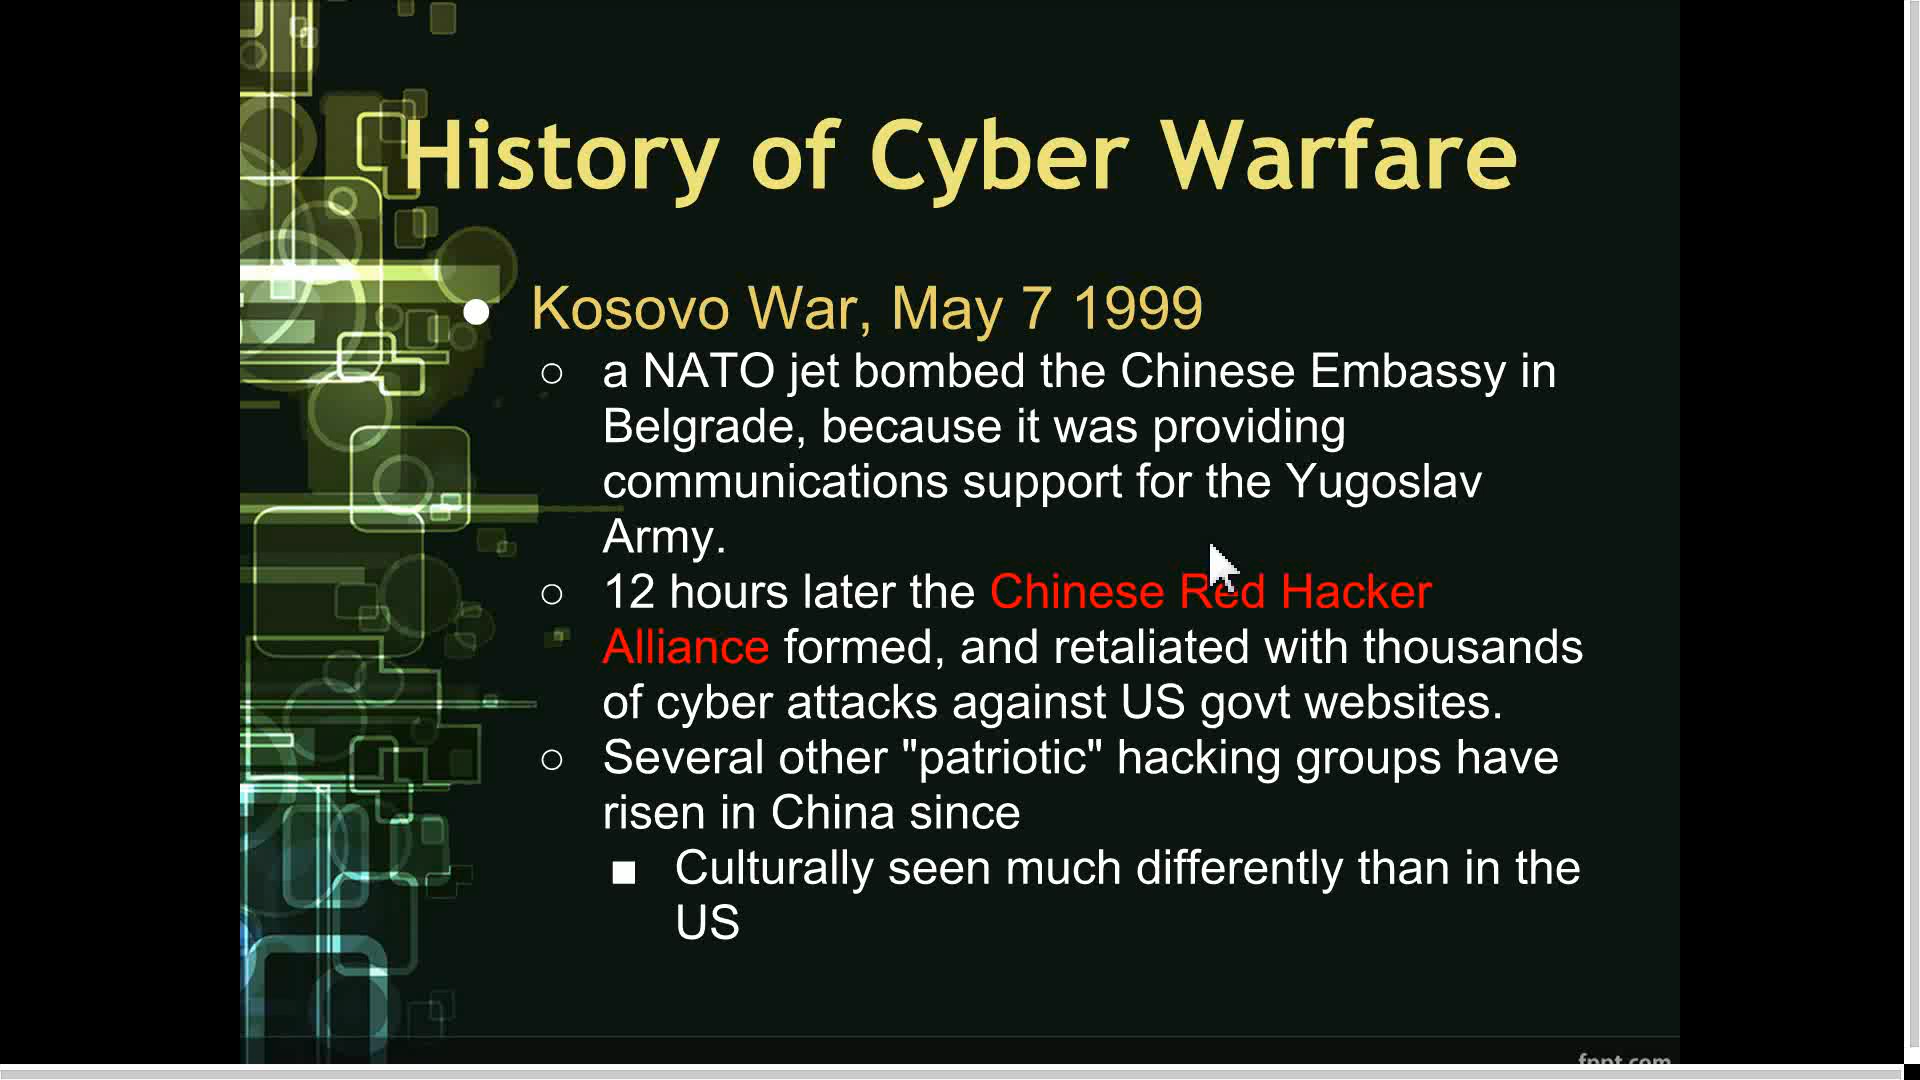 History of Cyber Warfare
● Kosovo War, May 7 1999
○ a NATO jet bombed the Chinese Embassy in
Belgrade, because it was providing
communications support for the Yugoslav
Army.
○ 12 hours later the Chinese Red Hacker
Alliance formed, and retaliated with thousands
of cyber attacks against US govt websites.
○ Several other "patriotic" hacking groups have
risen in China since
■ Culturally seen much differently than in the
US
fppt.com